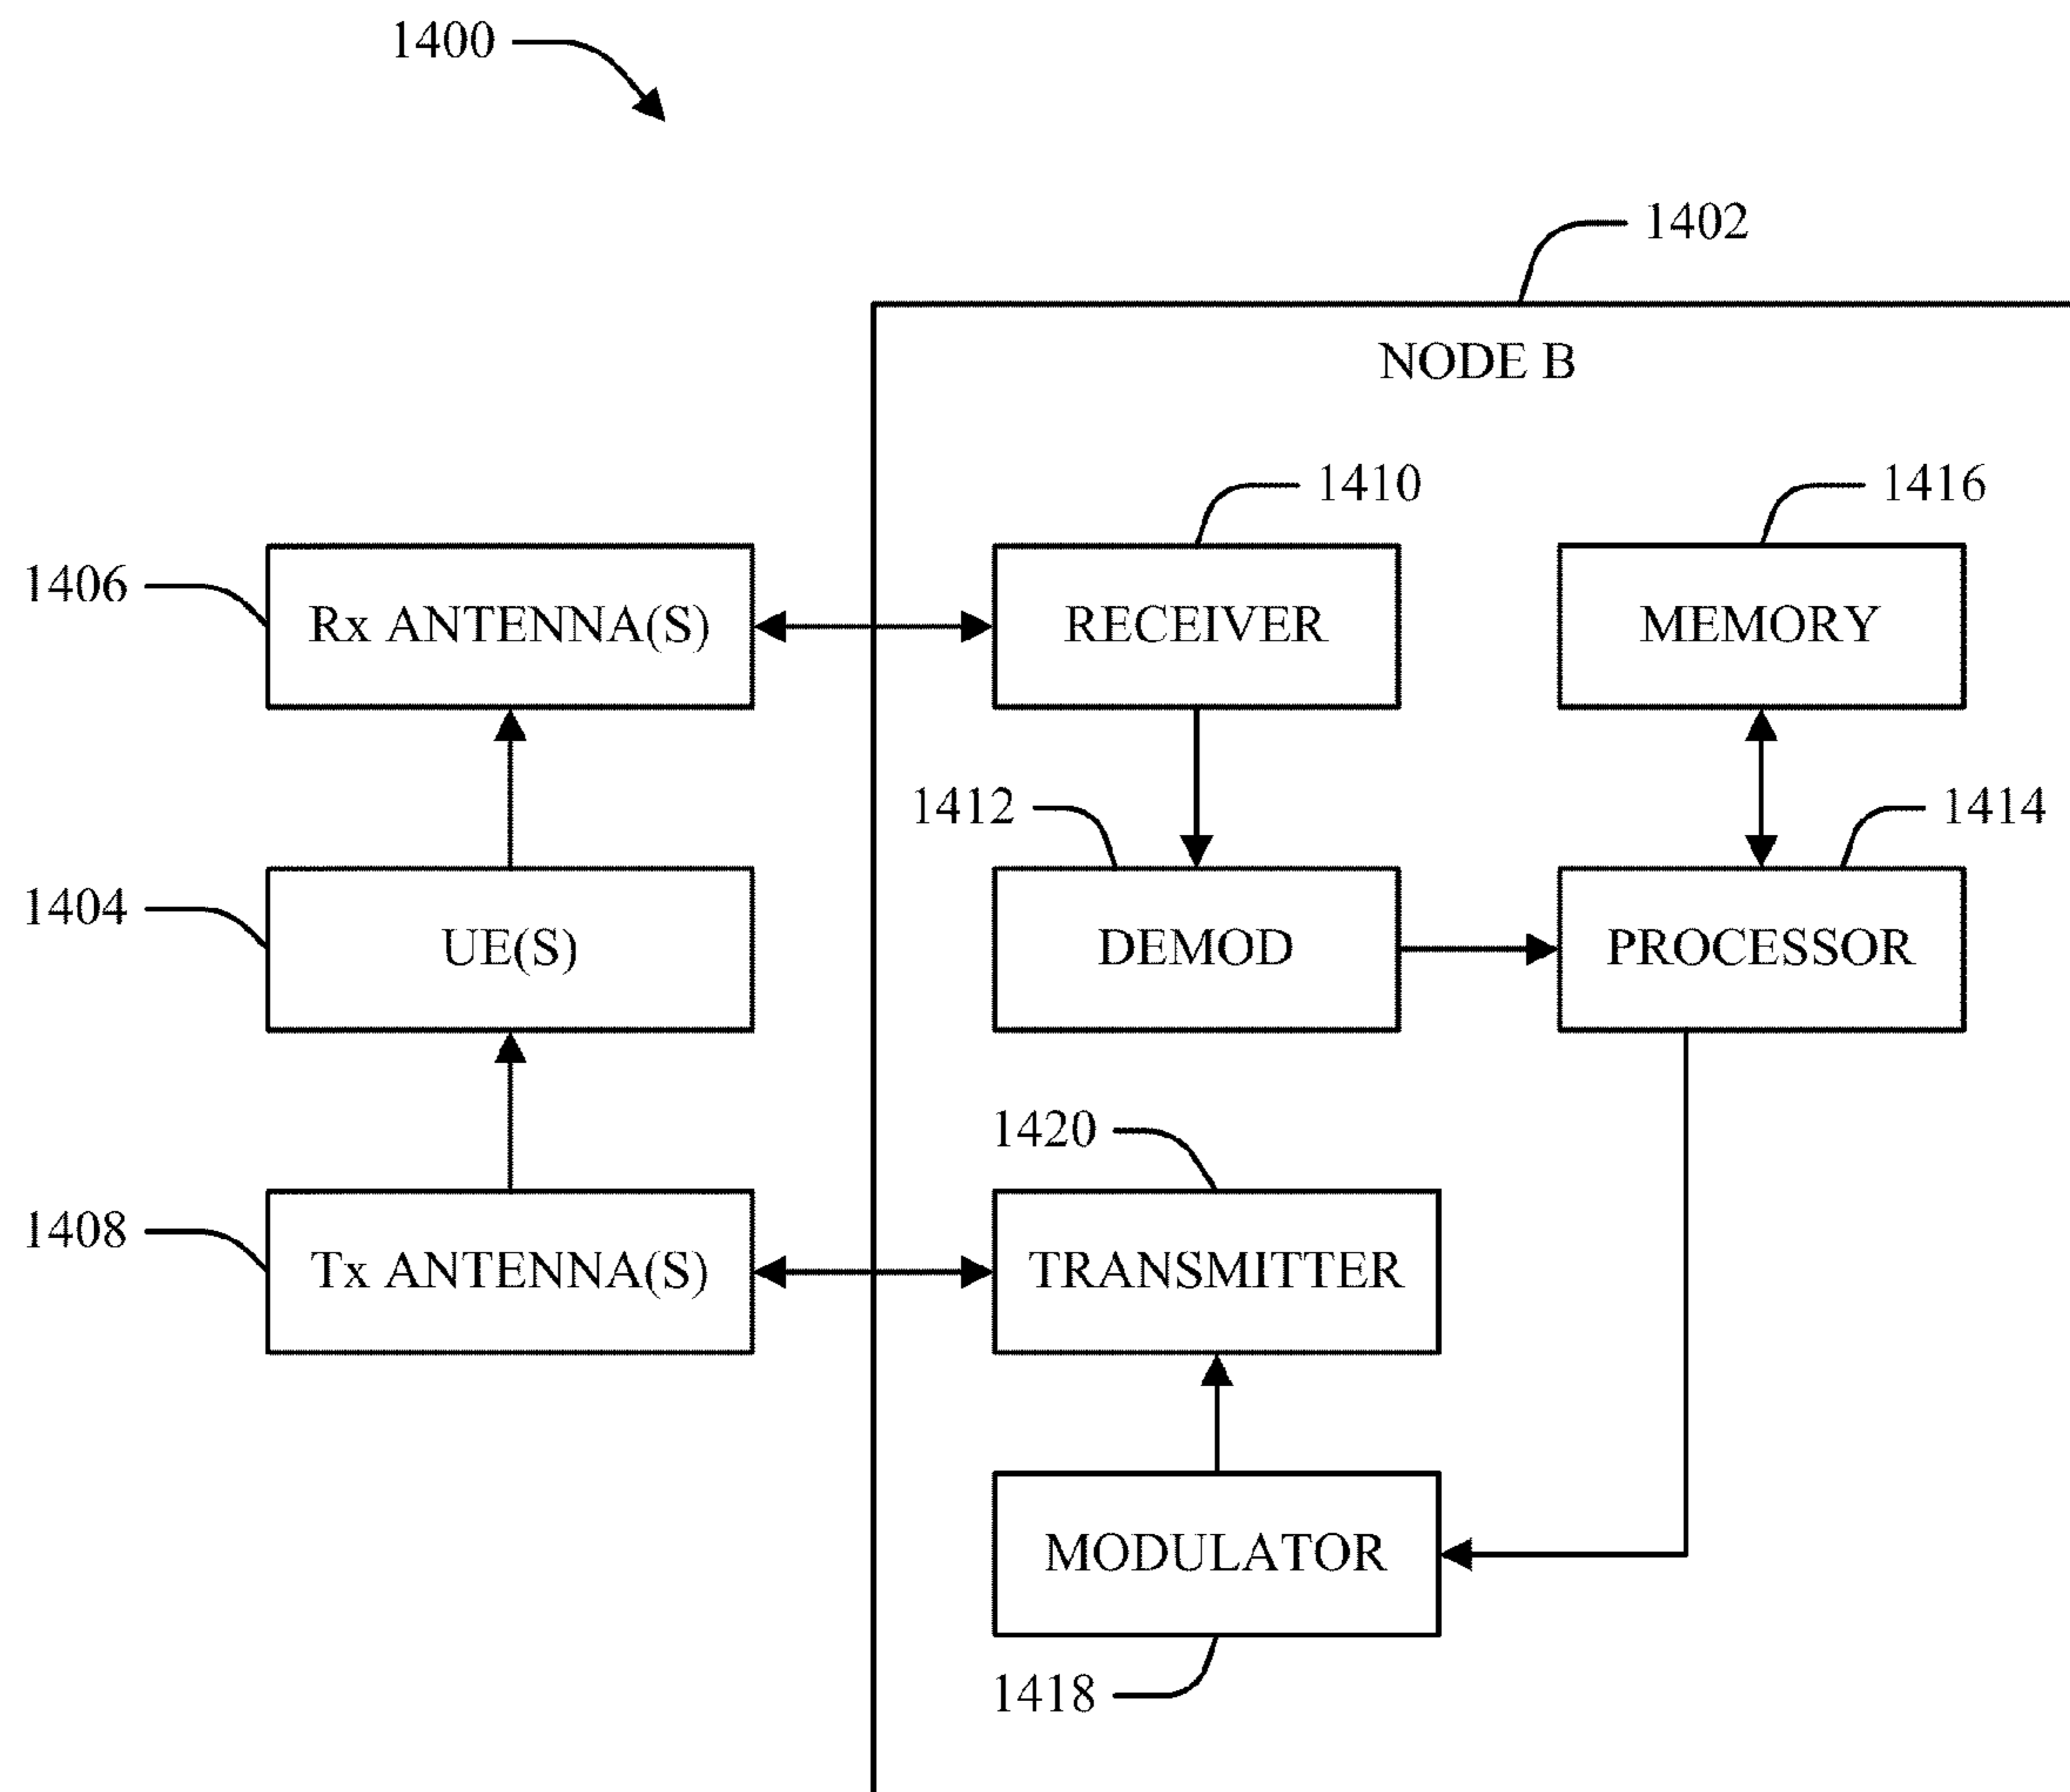 1400
1402
NODE B
1410
1416
1406
Rx ANTENNA(S)
RECEIVER
MEMORY
1412
1414
1404
UE(S)
DEMOD
PROCESSOR
1420
1408
Tx ANTENNA(S)
TRANSMITTER
MODULATOR
1418